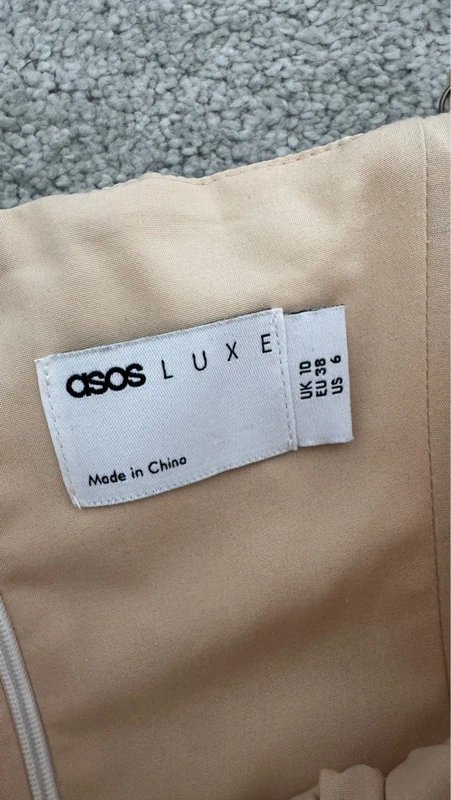 asos LUXE
Made in China
UK 10
EU 38
US 6